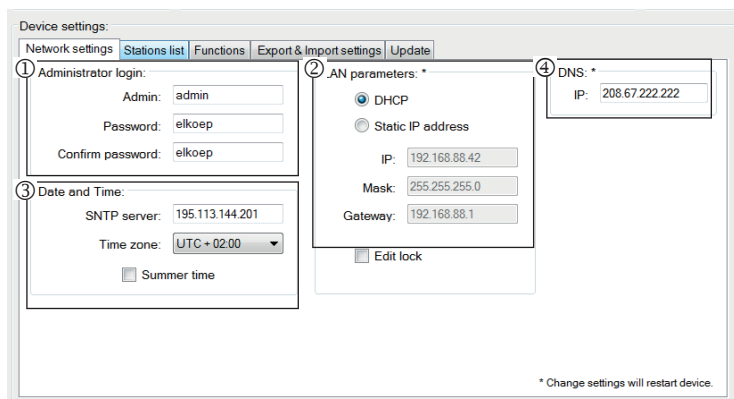 Device settings:
Network settings Stations list Functions Export & Import settings Update
① Administrator login:
Admin: admin
Password: elkoep
Confirm password: elkoep
② AN parameters: *
DHCP
Static IP address
IP: 192.168.88.42
Mask: 255.255.255.0
Gateway: 192.168.88.1
Edit lock
③ Date and Time:
SNTP server: 195.113.144.201
Time zone: UTC + 02:00
Summer time
④ DNS: *
IP: 208.67.222.222
* Change settings will restart device.